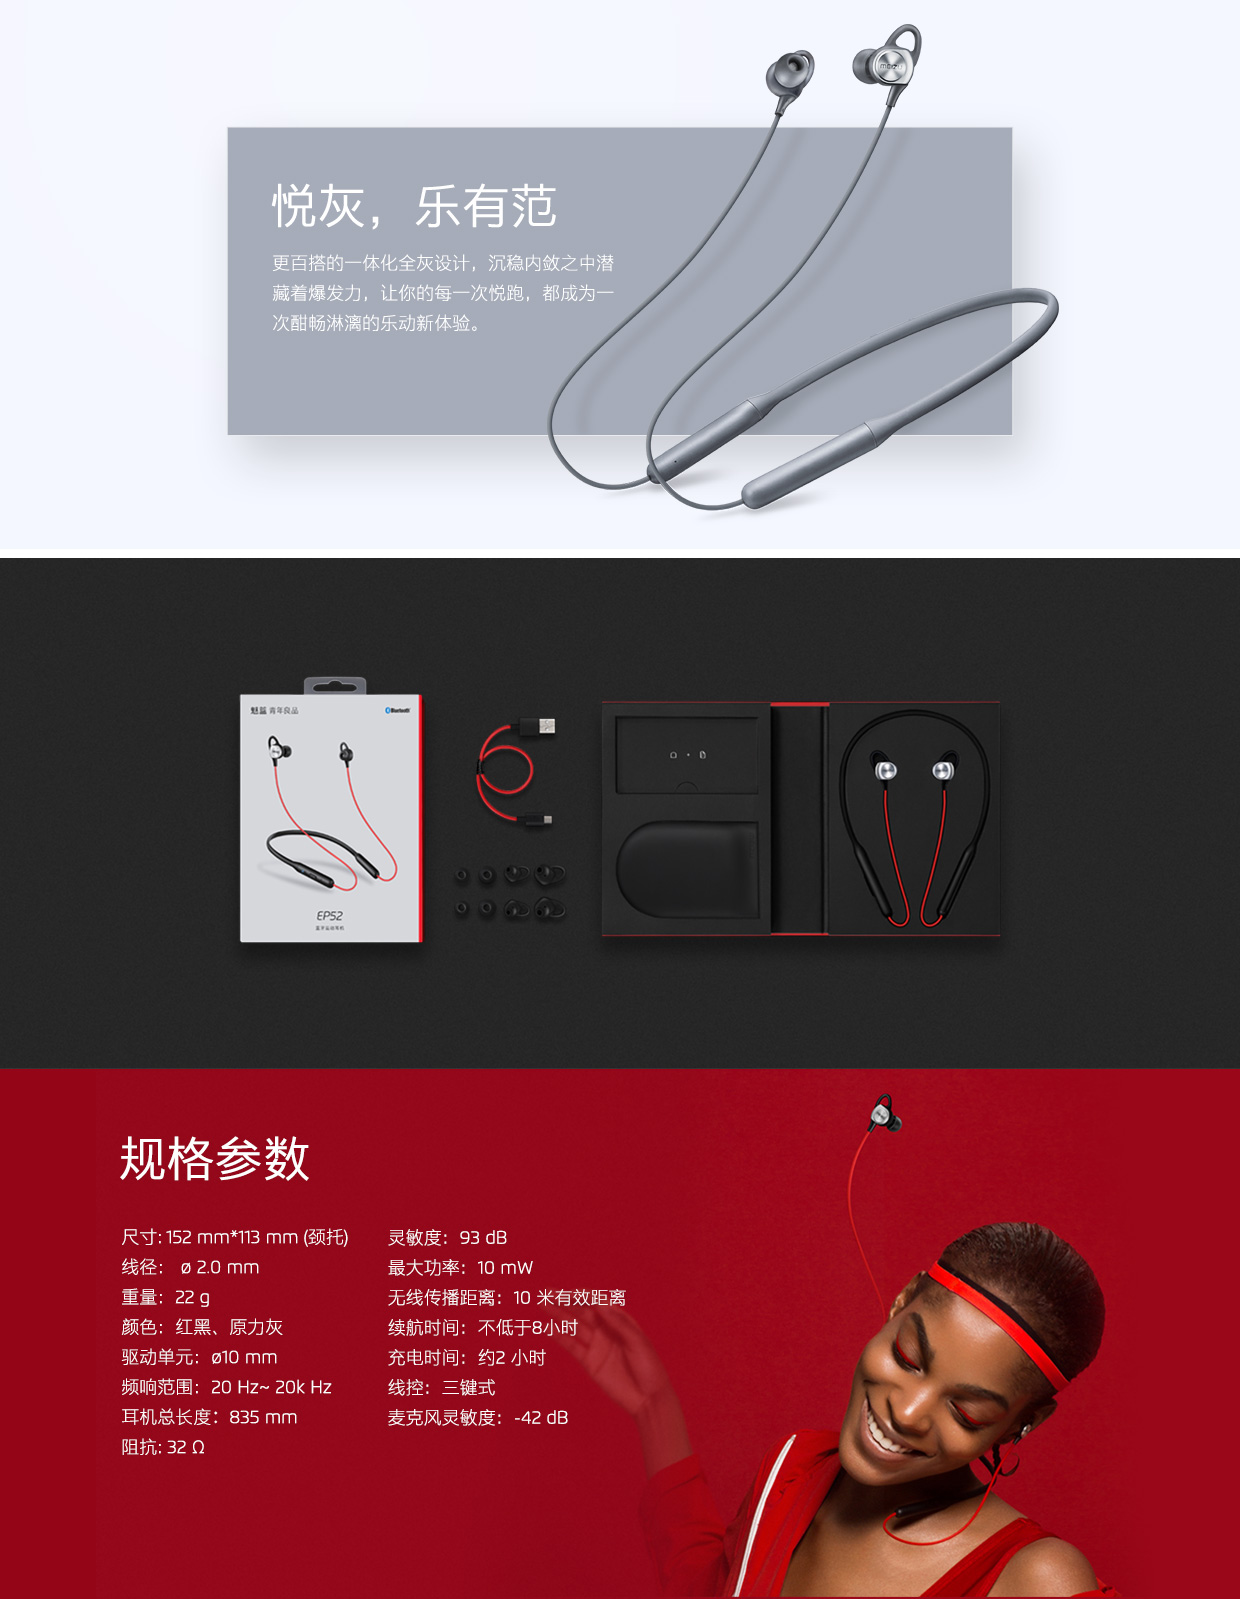 悦灰，乐有范
更百搭的一体化全灰设计，沉稳内敛之中潜
藏着爆发力，让你的每一次悦跑，都成为一
次酣畅淋漓的乐动新体验。
魅蓝 青年良品
Bluetooth
EP52
蓝牙运动耳机
规格参数
尺寸: 152 mm*113 mm (颈托)
线径： ø 2.0 mm
重量：22 g
颜色：红黑、原力灰
驱动单元：ø10 mm
频响范围：20 Hz~ 20k Hz
耳机总长度：835 mm
阻抗: 32 Ω
灵敏度：93 dB
最大功率：10 mW
无线传播距离：10 米有效距离
续航时间：不低于8小时
充电时间：约2 小时
线控：三键式
麦克风灵敏度：-42 dB